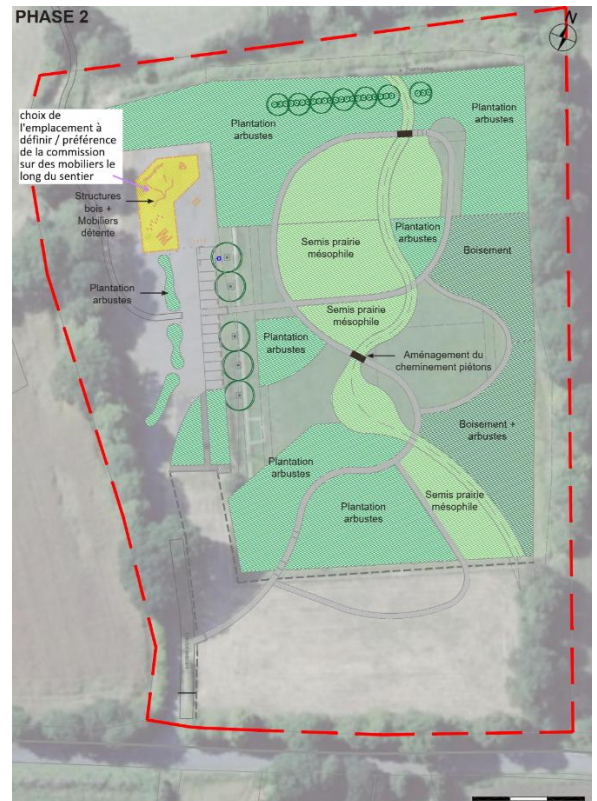 PHASE 2
N
choix de
l'emplacement à
définir / préférence
de la commission
sur des mobiliers le
long du sentier
Structures
bois +
Mobiliers
détente
Plantation
arbustes
Plantation
arbustes
Plantation
arbustes
Semis prairie
mésophile
Plantation
arbustes
Boisement
Semis prairie
mésophile
Plantation
arbustes
Aménagement du
cheminement piétons
Boisement +
arbustes
Plantation
arbustes
Plantation
arbustes
Semis prairie
mésophile